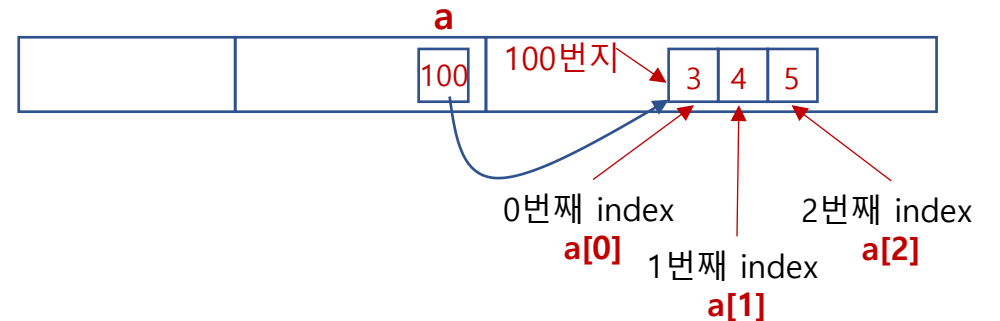 a
100
100번지
3 4 5
0번째 index
a[0]
1번째 index
a[1]
2번째 index
a[2]